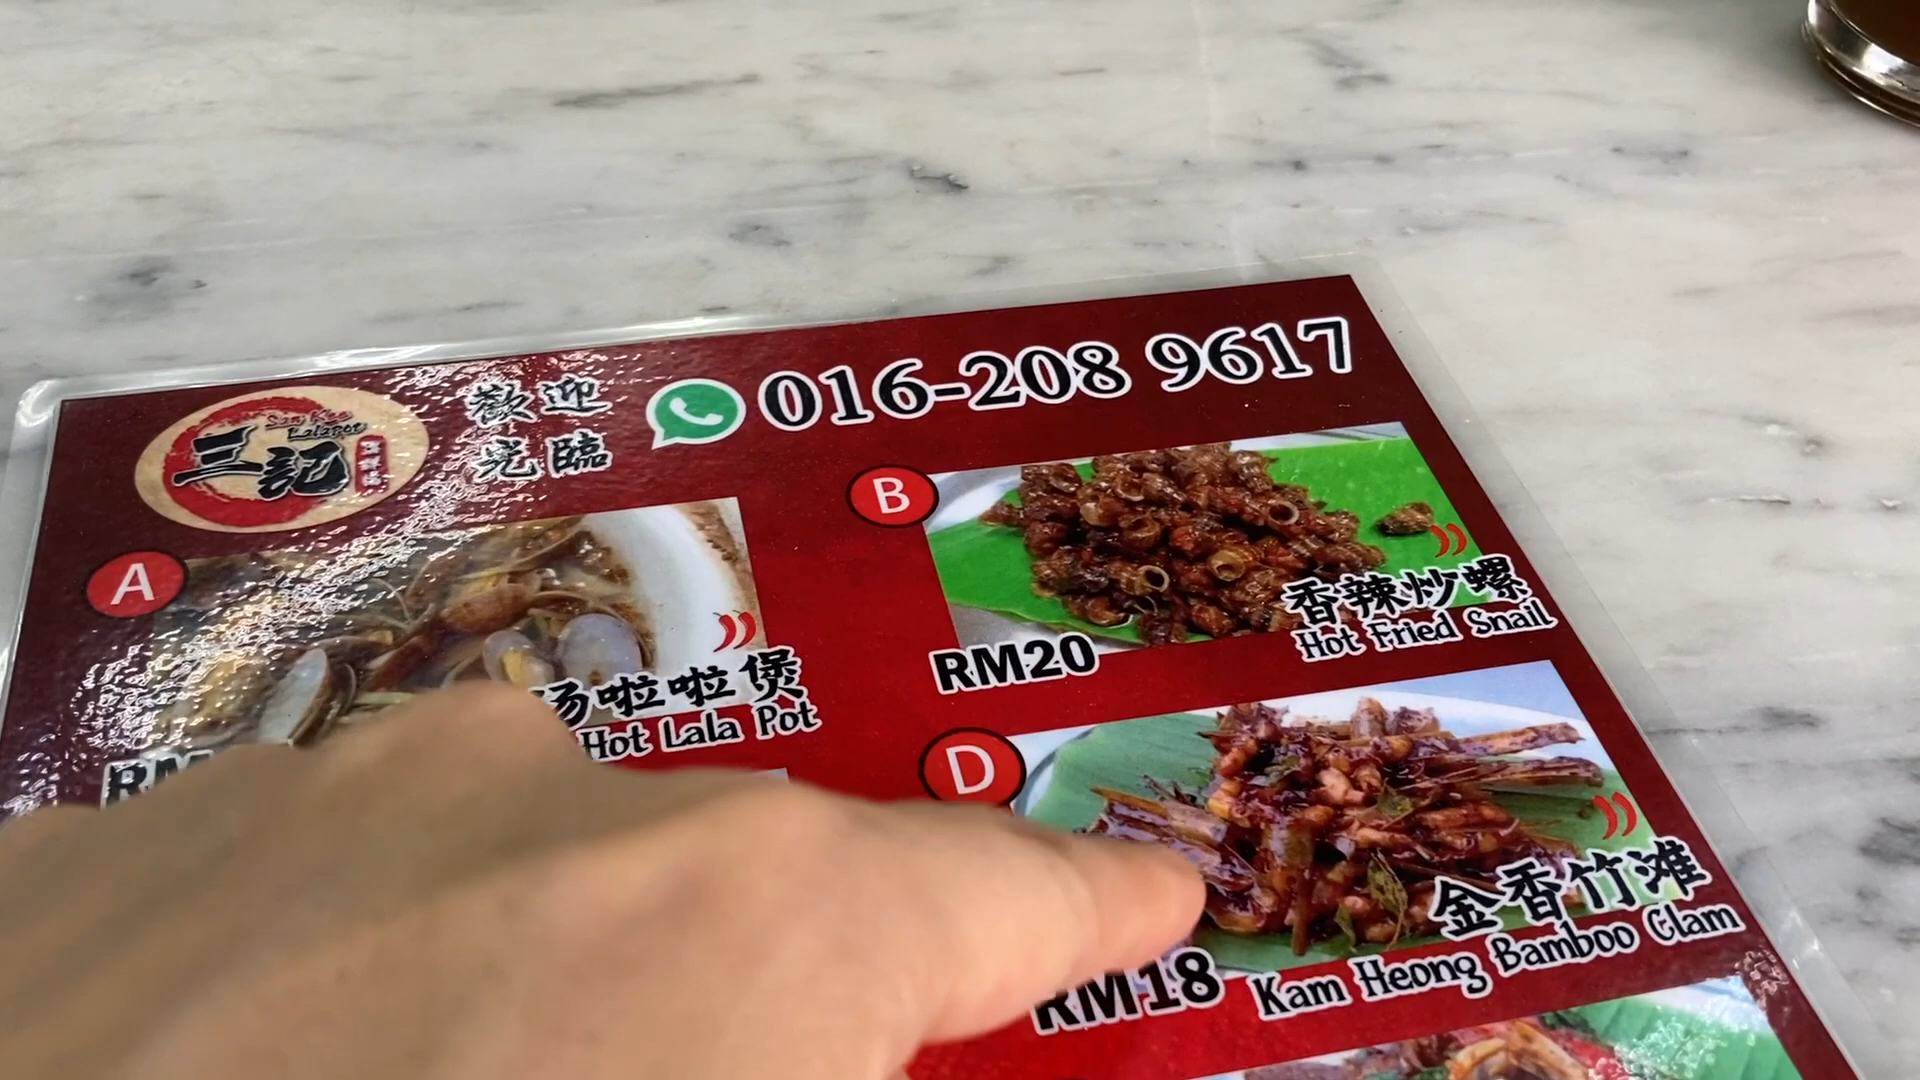 San Kee
Lalapot
三記
歡迎
光臨
016-208 9617
A
B
香辣炒螺
Hot Fried Snail
RM20
汤啦啦煲
Hot Lala Pot
D
金香竹滩
Kam Heong Bamboo Clam
RM18